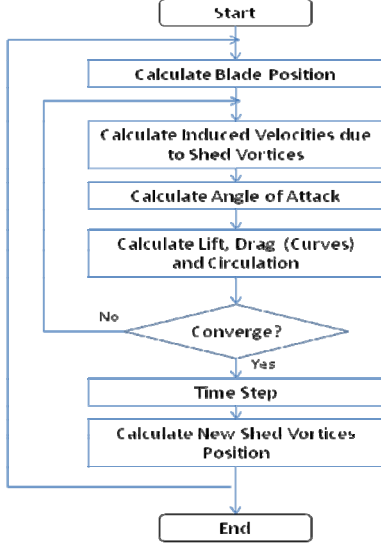 Start
Calculate Blade Position
Calculate Induced Velocities due
to Shed Vortices
Calculate Angle of Attack
Calculate Lift, Drag (Curves)
and Circulation
No
Converge?
Yes
Time Step
Calculate New Shed Vortices
Position
End